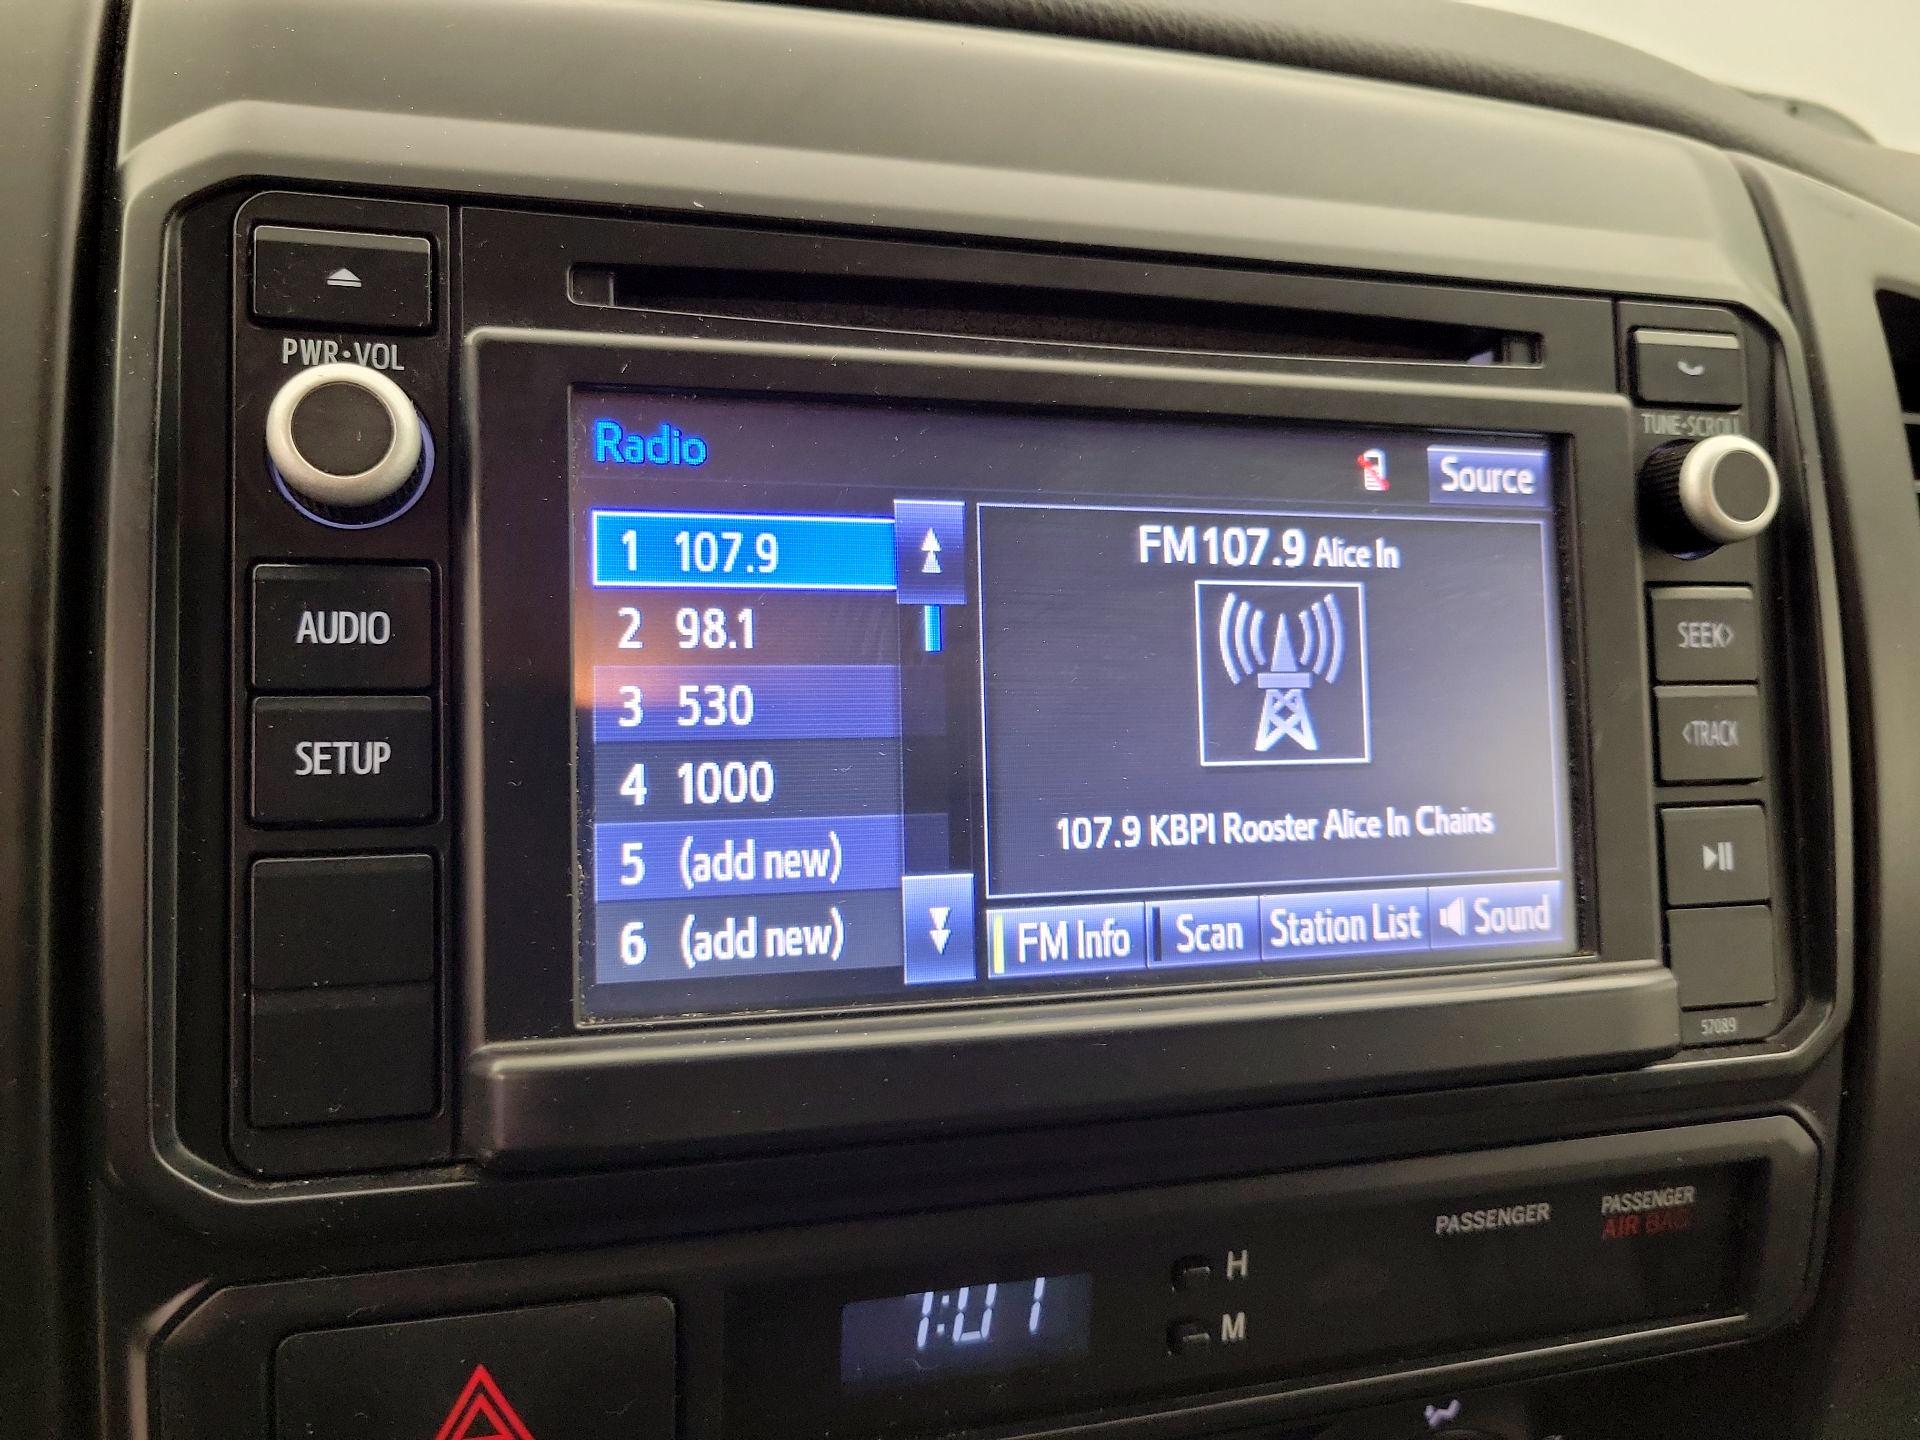 PWR•VOL
AUDIO
SETUP
Radio
Source
1 107.9
2 98.1
3 530
4 1000
5 (add new)
6 (add new)
FM 107.9 Alice In
107.9 KBPI Rooster Alice In Chains
FM Info
Scan
Station List
Sound
TUNE•SCROLL
SEEK>
<TRACK
57089
PASSENGER
PASSENGER
AIR BAG
H
M
1:01